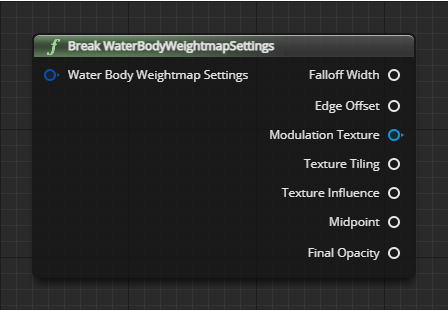 f Break WaterBodyWeightmapSettings
Water Body Weightmap Settings Falloff Width
Edge Offset
Modulation Texture
Texture Tiling
Texture Influence
Midpoint
Final Opacity